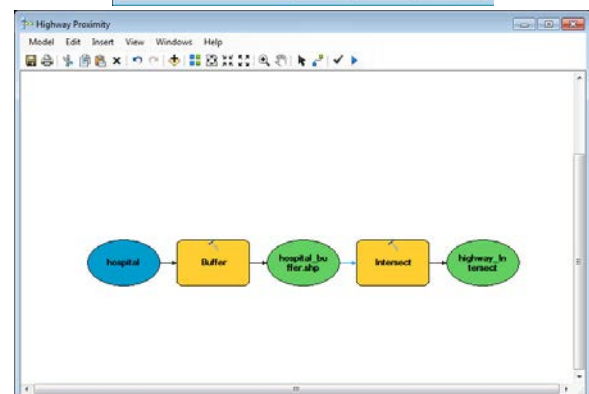 Highway Proximity
Model Edit Insert View Windows Help
hospital
Buffer
hospital_bu
ffer.shp
Intersect
highway_In
tersect